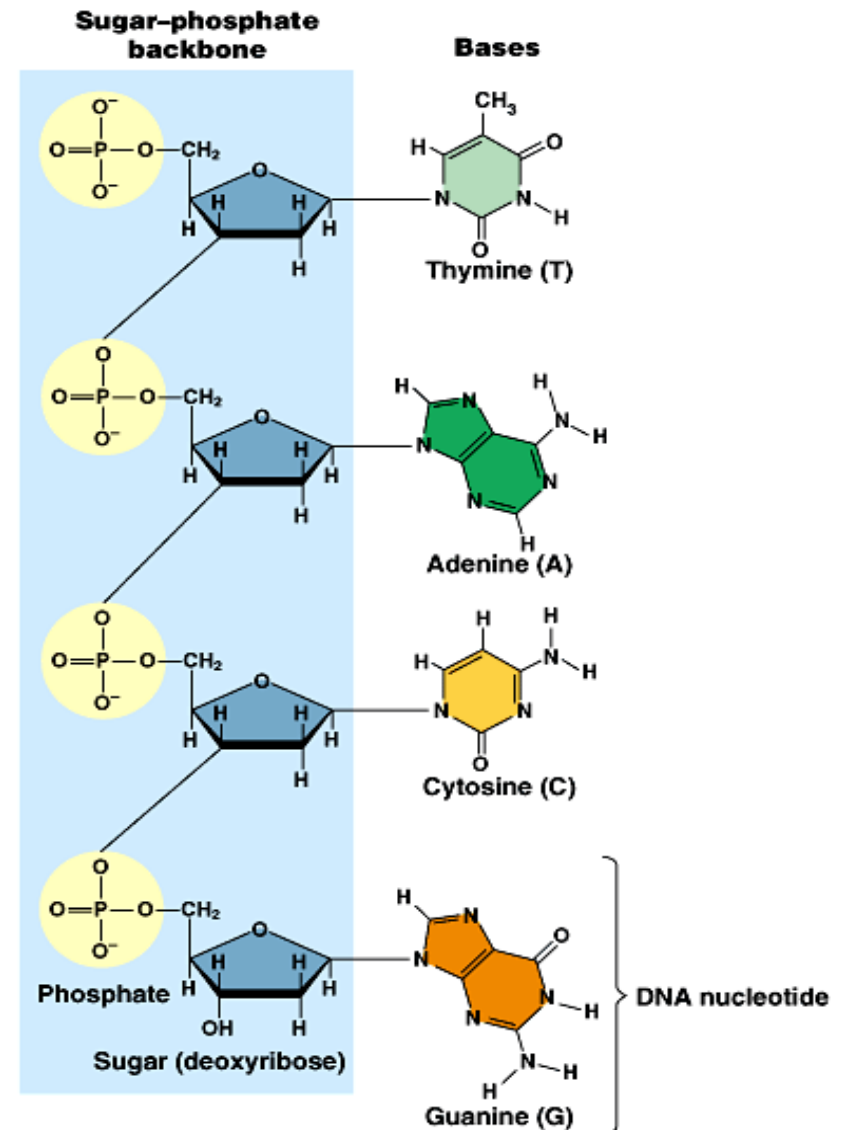 Sugar–phosphate
backbone
Bases
O⁻
O=P—O—CH₂
O⁻
O
H H H H
H
CH₃
H O
N N H
O
Thymine (T)
O
O=P—O—CH₂
O⁻
O
H H H H
H
H N H
N N H
N N
H
Adenine (A)
O
O=P—O—CH₂
O⁻
O
H H H H
H
H H
H N H
N N
O
Cytosine (C)
O
O=P—O—CH₂
O⁻
O
H H H H
OH H
Phosphate
Sugar (deoxyribose)
H N O
N N—H
N
N—H
H
Guanine (G)
DNA nucleotide